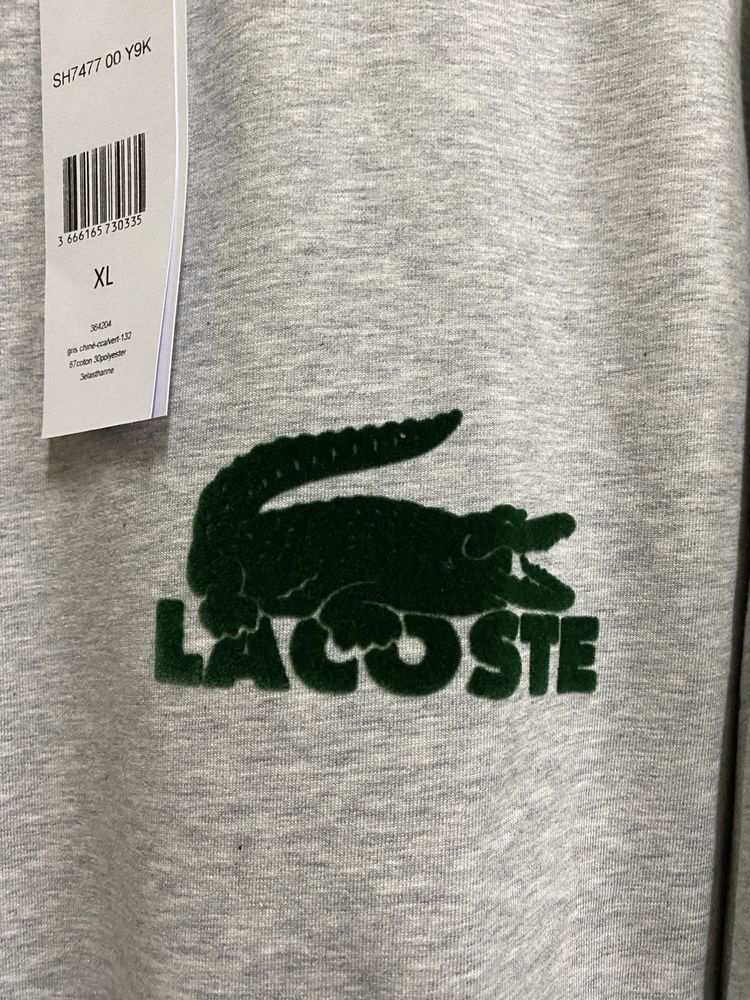 SH7477 00 Y9K
3 666165 730335
XL
364204
gris chiné-cca/vert-132
67coton 30polyester
3elasthanne
LACOSTE